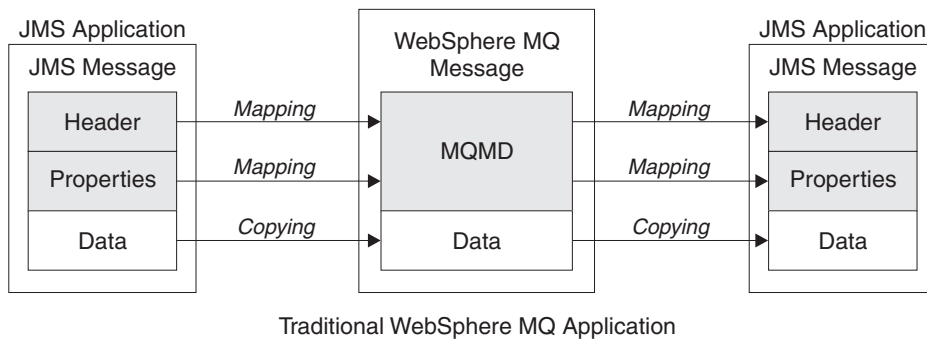 JMS Application
JMS Message
Header
Properties
Data
Mapping
Mapping
Copying
WebSphere MQ
Message
MQMD
Data
Mapping
Mapping
Copying
JMS Application
JMS Message
Header
Properties
Data
Traditional WebSphere MQ Application